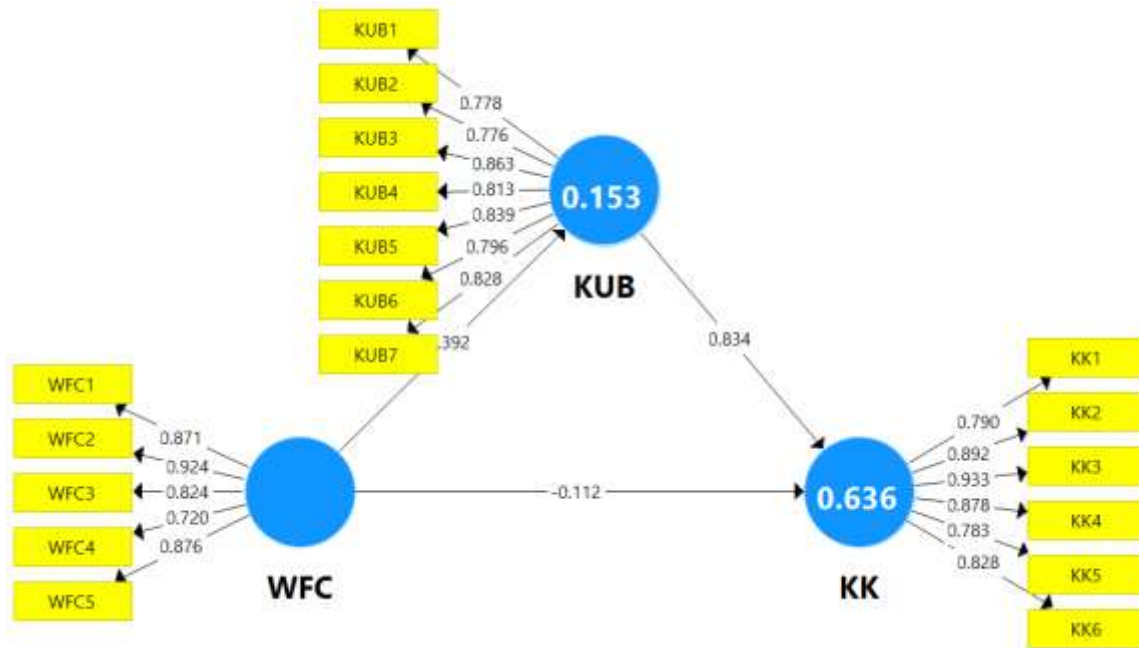 KUB1
KUB2
KUB3
KUB4
KUB5
KUB6
KUB7
0.778
0.776
0.863
0.813
0.839
0.796
0.828
0.153
KUB
.392
0.834
WFC1
WFC2
WFC3
WFC4
WFC5
0.871
0.924
0.824
0.720
0.876
WFC
-0.112
0.636
KK
0.790
0.892
0.933
0.878
0.783
0.828
KK1
KK2
KK3
KK4
KK5
KK6